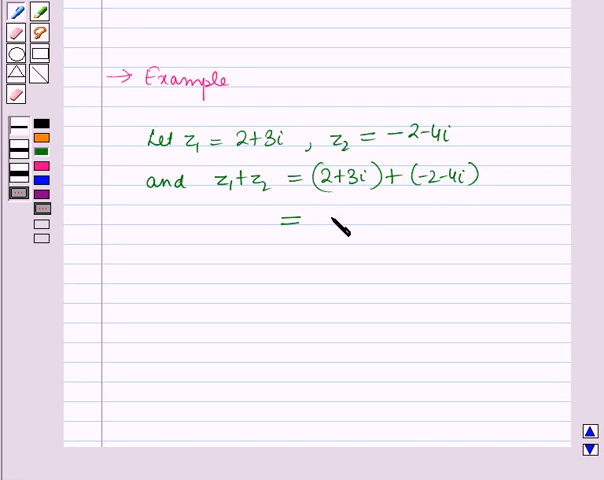 → Example
Let z₁ = 2+3i , z₂ = -2-4i
and z₁+z₂ = (2+3i)+(-2-4i)
=